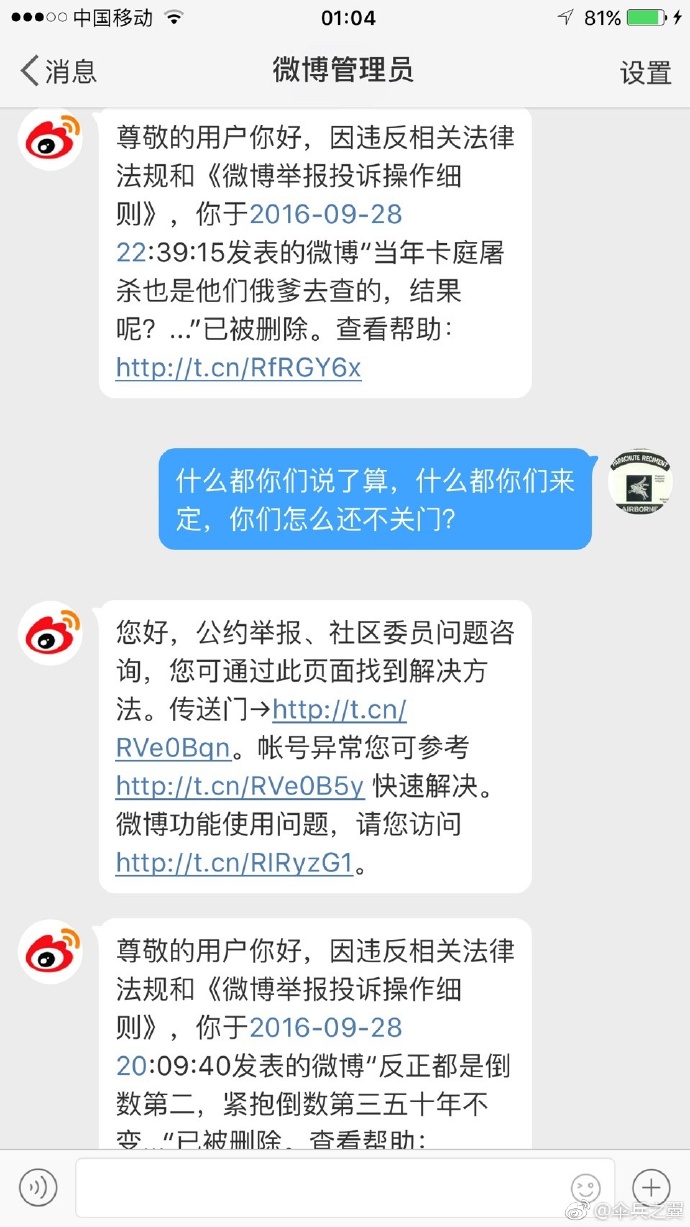 中国移动
01:04
81%
消息
微博管理员
设置
尊敬的用户你好，因违反相关法律
法规和《微博举报投诉操作细
则》，你于2016-09-28
22:39:15发表的微博“当年卡庭屠
杀也是他们俄爹去查的，结果
呢？...”已被删除。查看帮助：
http://t.cn/RfRGY6x
什么都你们说了算，什么都你们来
定，你们怎么还不关门？
PARACHUTE REGIMENT
AIRBORNE
您好，公约举报、社区委员问题咨
询，您可通过此页面找到解决方
法。传送门→http://t.cn/
RVe0Bqn。帐号异常您可参考
http://t.cn/RVe0B5y 快速解决。
微博功能使用问题，请您访问
http://t.cn/RIRyzG1。
尊敬的用户你好，因违反相关法律
法规和《微博举报投诉操作细
则》，你于2016-09-28
20:09:40发表的微博“反正都是倒
数第二，紧抱倒数第三五十年不
变...“已被删除。查看帮助：
@伞兵之翼